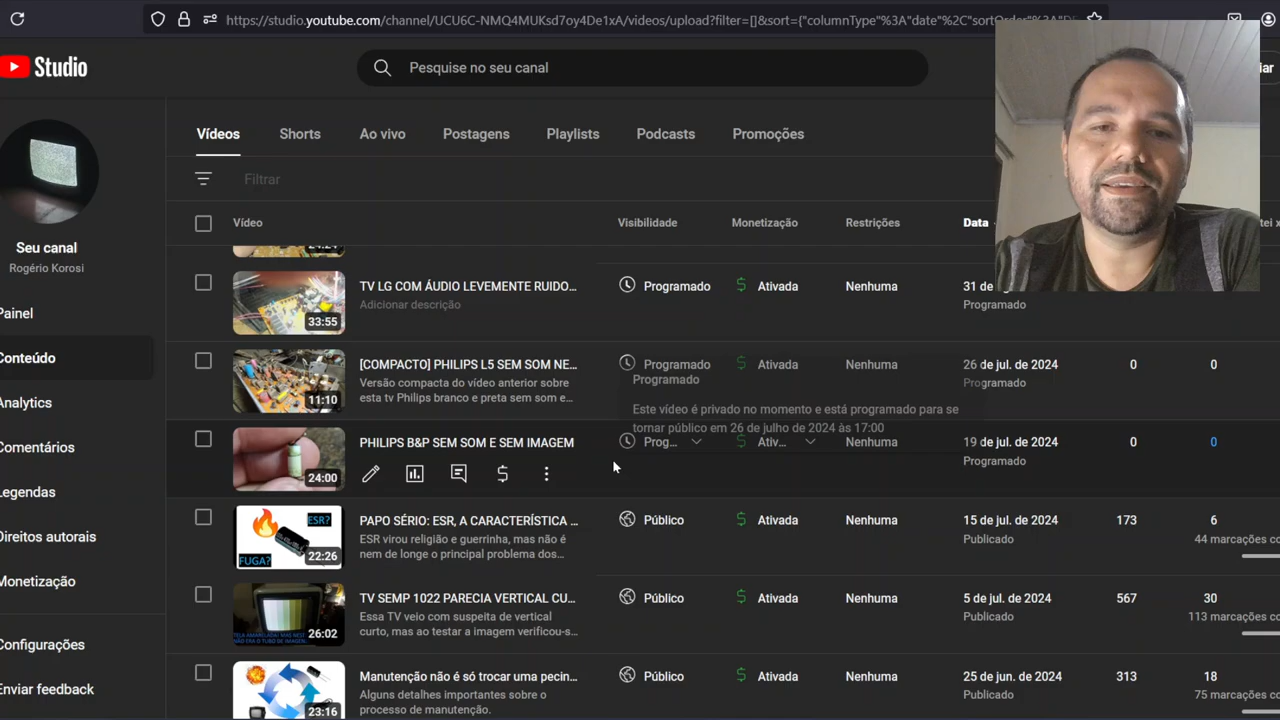 https://studio.youtube.com/channel/UCU6C-NMQ4MUKsd7oy4De1xA/videos/upload?filter=[]&sort={"columnType"%3A"date"%2C"sortOrder"%3A"D
Studio
Pesquise no seu canal
iar
Vídeos Shorts Ao vivo Postagens Playlists Podcasts Promoções
Filtrar
Vídeo Visibilidade Monetização Restrições Data
Seu canal
Rogério Korosi
Painel
Conteúdo
Analytics
Comentários
Legendas
Direitos autorais
Monetização
Configurações
Enviar feedback
24:24
TV LG COM ÁUDIO LEVEMENTE RUIDO... Programado Ativada Nenhuma 31 de
Adicionar descrição Programado
33:55
[COMPACTO] PHILIPS L5 SEM SOM NE... Programado Ativada Nenhuma 26 de jul. de 2024 0 0
Versão compacta do vídeo anterior sobre Programado Programado
esta tv Philips branco e preta sem som e...
11:10
Este vídeo é privado no momento e está programado para se
tornar público em 26 de julho de 2024 às 17:00
PHILIPS B&P SEM SOM E SEM IMAGEM Prog... Ativ... Nenhuma 19 de jul. de 2024 0 0
Programado
24:00
PAPO SÉRIO: ESR, A CARACTERÍSTICA ... Público Ativada Nenhuma 15 de jul. de 2024 173 6
ESR virou religião e guerrinha, mas não é Publicado 44 marcações co
nem de longe o principal problema dos...
ESR?
FUGA?
22:26
TV SEMP 1022 PARECIA VERTICAL CU... Público Ativada Nenhuma 5 de jul. de 2024 567 30
Essa TV veio com suspeita de vertical Publicado 113 marcações co
curto, mas ao testar a imagem verificou-s...
26:02
Manutenção não é só trocar uma pecin... Público Ativada Nenhuma 25 de jun. de 2024 313 18
Alguns detalhes importantes sobre o Publicado 75 marcações co
processo de manutenção.
23:16